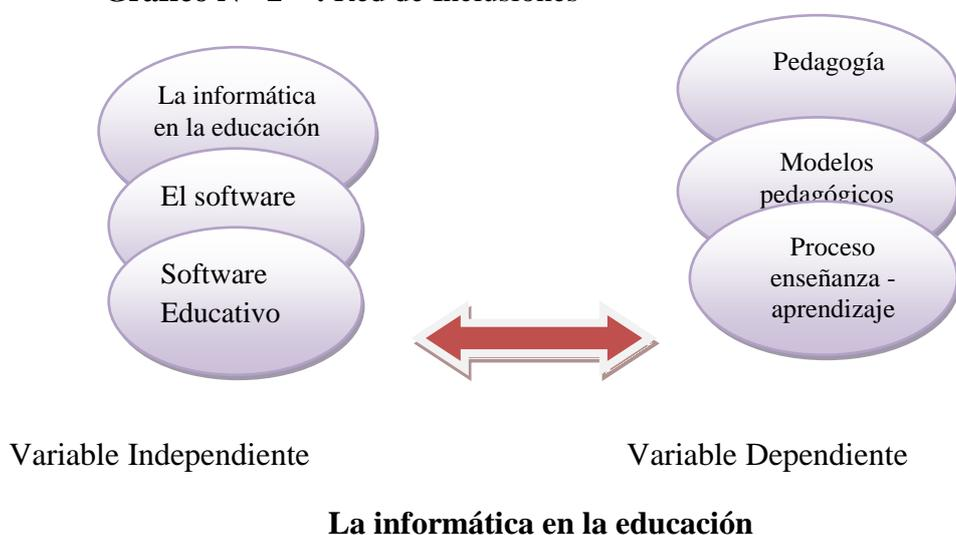 La informática
en la educación
El software
Software
Educativo
Pedagogía
Modelos
pedagógicos
Proceso
enseñanza -
aprendizaje
Variable Independiente
Variable Dependiente
La informática en la educación